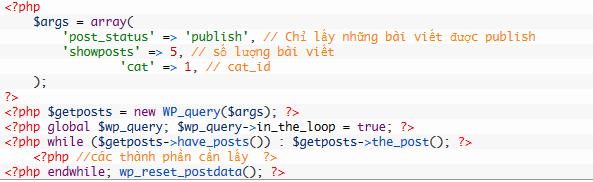 <?php
$args = array(
'post_status' => 'publish', // Chỉ lấy những bài viết được publish
'showposts' => 5, // số lượng bài viết
'cat' => 1, // cat_id
);
?>
<?php $getposts = new WP_query($args); ?>
<?php global $wp_query; $wp_query->in_the_loop = true; ?>
<?php while ($getposts->have_posts()) : $getposts->the_post(); ?>
<?php //các thành phần cần lấy  ?>
<?php endwhile; wp_reset_postdata(); ?>